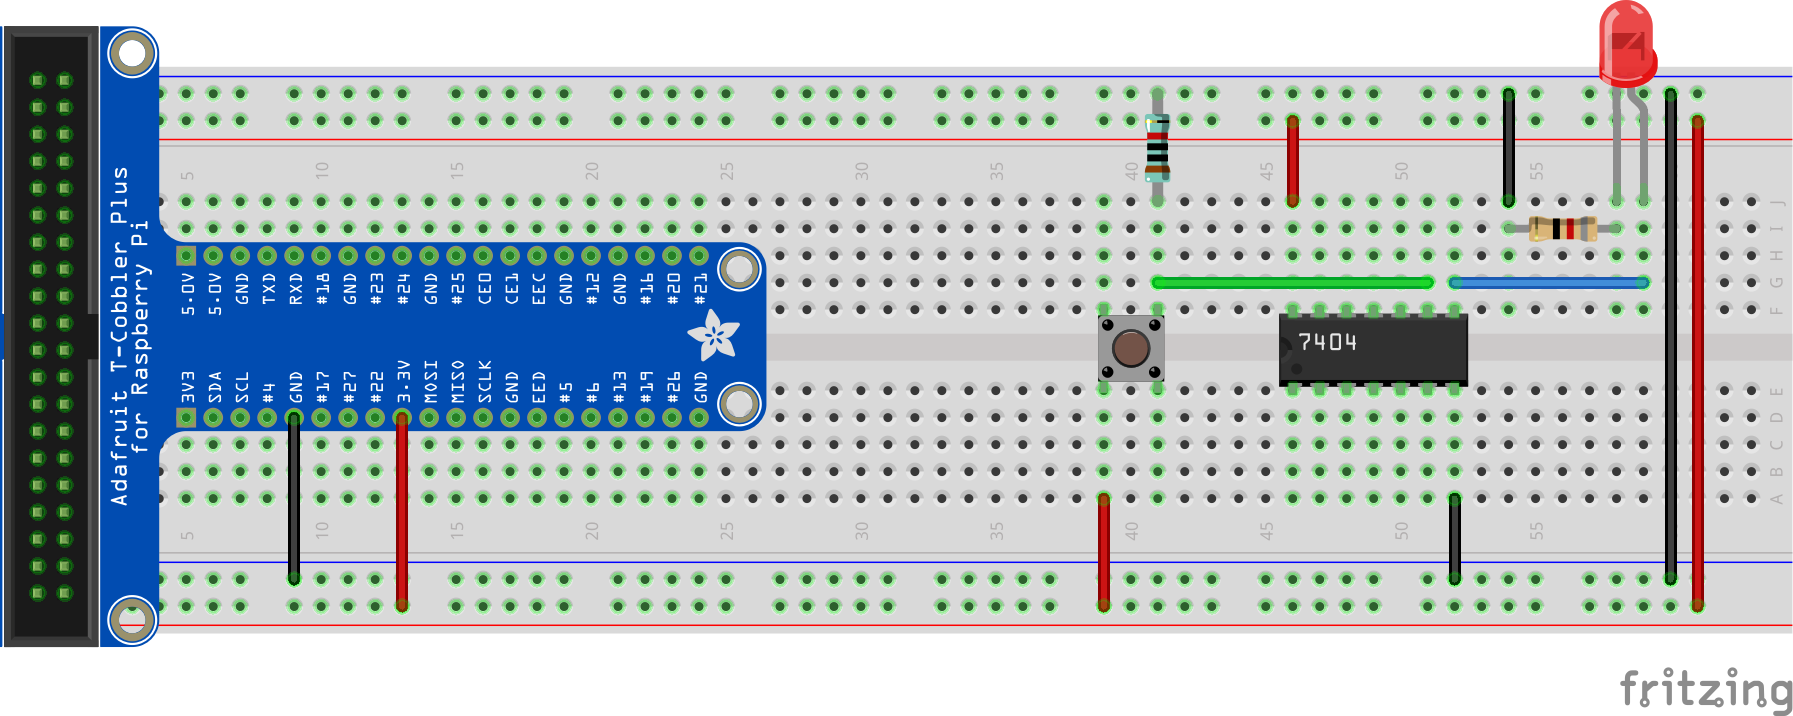 Adafruit T-Cobbler Plus
for Raspberry Pi
5 10 15 20 25 30 35 40 45 50 55
J
I
H
G
F
5.0V 5.0V GND TXD RXD #18 GND #23 #24 GND #25 CE0 CE1 EEC GND #12 GND #16 #20 #21
7404
3V3 SDA SCL #4 GND #17 #27 #22 3.3V MOSI MISO SCLK GND EED #5 #6 #13 #19 #26 GND
E
D
C
B
A
5 10 15 20 25 30 35 40 45 50 55
fritzing